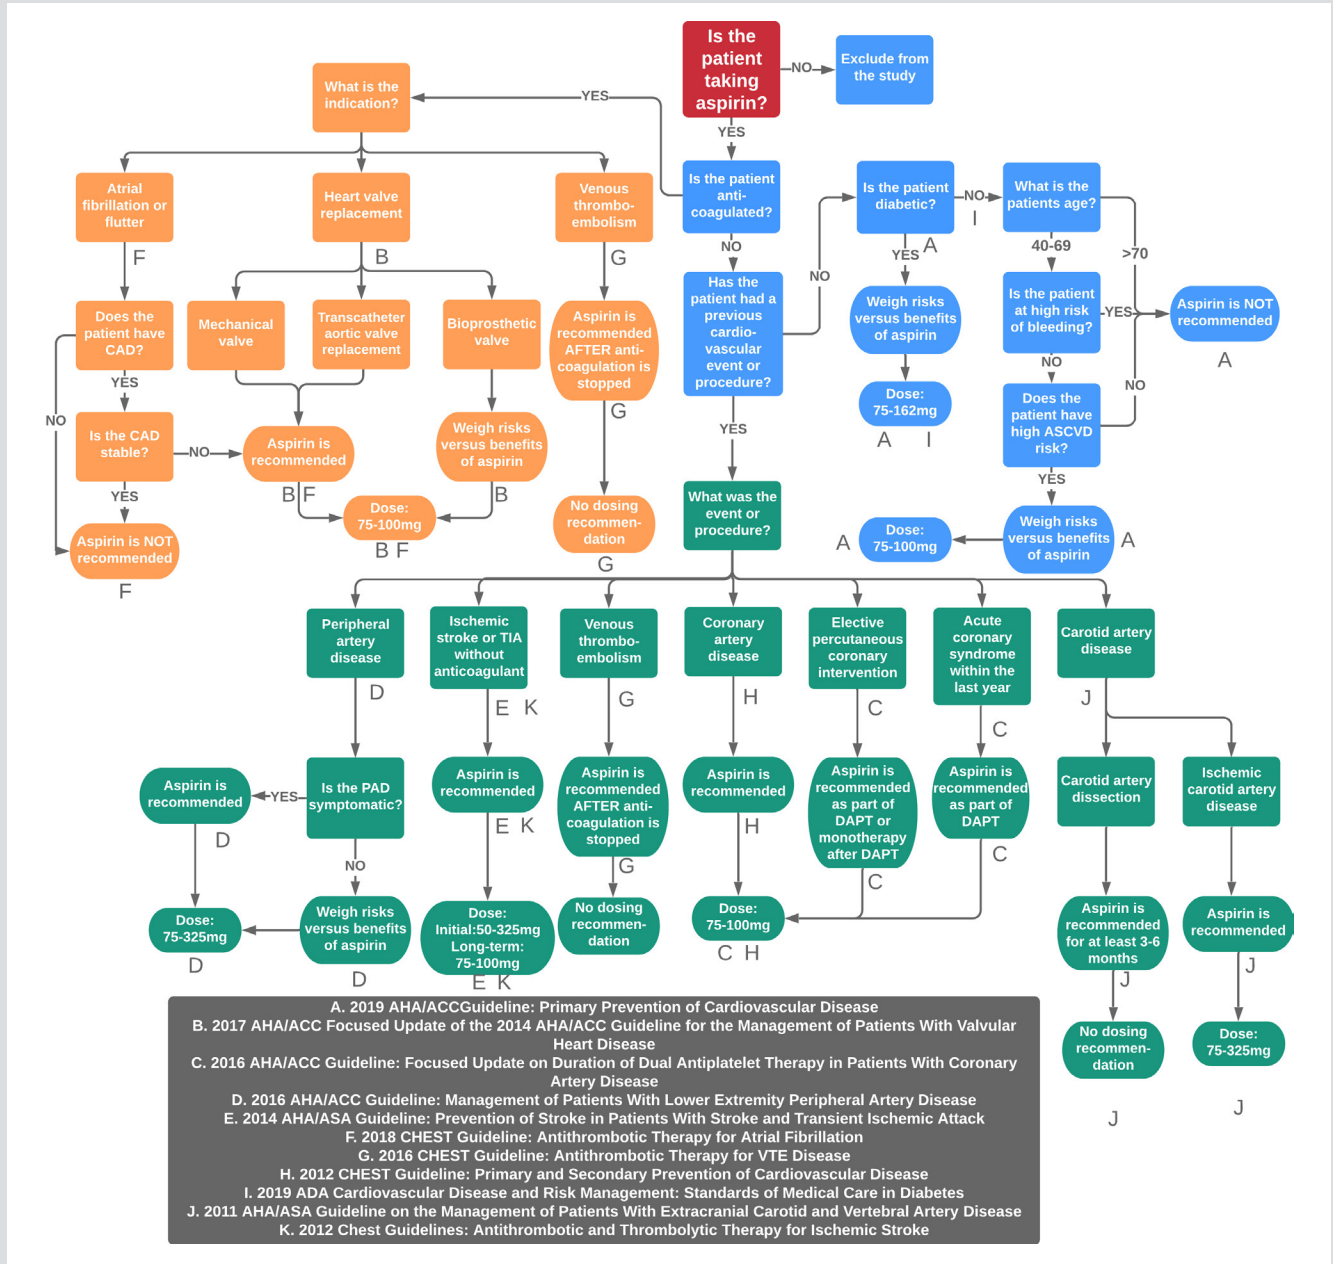 Is the
patient
taking
aspirin?
NO
Exclude from
the study
YES
What is the
indication?
YES
Is the patient
anti-
coagulated?
NO
Atrial
fibrillation or
flutter
F
Heart valve
replacement
B
Venous
thrombo-
embolism
G
Does the
patient have
CAD?
YES
NO
Is the CAD
stable?
NO
YES
Aspirin is NOT
recommended
F
Mechanical
valve
Transcatheter
aortic valve
replacement
Bioprosthetic
valve
Aspirin is
recommended
B F
Weigh risks
versus benefits
of aspirin
B
Dose:
75-100mg
B F
Aspirin is
recommended
AFTER anti-
coagulation is
stopped
G
No dosing
recommen-
dation
G
Has the
patient had a
previous
cardio-
vascular
event or
procedure?
NO
YES
Is the patient
diabetic?
NO
I
YES
A
Weigh risks
versus benefits
of aspirin
Dose:
75-162mg
A I
What is the
patients age?
40-69
>70
Is the patient
at high risk
of bleeding?
YES
NO
Aspirin is NOT
recommended
A
Does the
patient have
high ASCVD
risk?
NO
YES
Weigh risks
versus benefits
of aspirin
A
Dose:
75-100mg
A
What was the
event or
procedure?
Peripheral
artery
disease
D
Ischemic
stroke or TIA
without
anticoagulant
E K
Venous
thrombo-
embolism
G
Coronary
artery
disease
H
Elective
percutaneous
coronary
intervention
C
Acute
coronary
syndrome
within the
last year
C
Carotid artery
disease
J
Aspirin is
recommended
D
YES
Is the PAD
symptomatic?
NO
Dose:
75-325mg
D
Weigh risks
versus benefits
of aspirin
D
Aspirin is
recommended
E K
Dose:
Initial:50-325mg
Long-term:
75-100mg
E K
Aspirin is
recommended
AFTER anti-
coagulation is
stopped
G
No dosing
recommen-
dation
Aspirin is
recommended
H
Dose:
75-100mg
C H
Aspirin is
recommended
as part of
DAPT or
monotherapy
after DAPT
C
Aspirin is
recommended
as part of
DAPT
C
Carotid artery
dissection
Ischemic
carotid artery
disease
Aspirin is
recommended
for at least 3-6
months
J
Aspirin is
recommended
J
No dosing
recommen-
dation
J
Dose:
75-325mg
J
A. 2019 AHA/ACCGuideline: Primary Prevention of Cardiovascular Disease
B. 2017 AHA/ACC Focused Update of the 2014 AHA/ACC Guideline for the Management of Patients With Valvular
Heart Disease
C. 2016 AHA/ACC Guideline: Focused Update on Duration of Dual Antiplatelet Therapy in Patients With Coronary
Artery Disease
D. 2016 AHA/ACC Guideline: Management of Patients With Lower Extremity Peripheral Artery Disease
E. 2014 AHA/ASA Guideline: Prevention of Stroke in Patients With Stroke and Transient Ischemic Attack
F. 2018 CHEST Guideline: Antithrombotic Therapy for Atrial Fibrillation
G. 2016 CHEST Guideline: Antithrombotic Therapy for VTE Disease
H. 2012 CHEST Guideline: Primary and Secondary Prevention of Cardiovascular Disease
I. 2019 ADA Cardiovascular Disease and Risk Management: Standards of Medical Care in Diabetes
J. 2011 AHA/ASA Guideline on the Management of Patients With Extracranial Carotid and Vertebral Artery Disease
K. 2012 Chest Guidelines: Antithrombotic and Thrombolytic Therapy for Ischemic Stroke